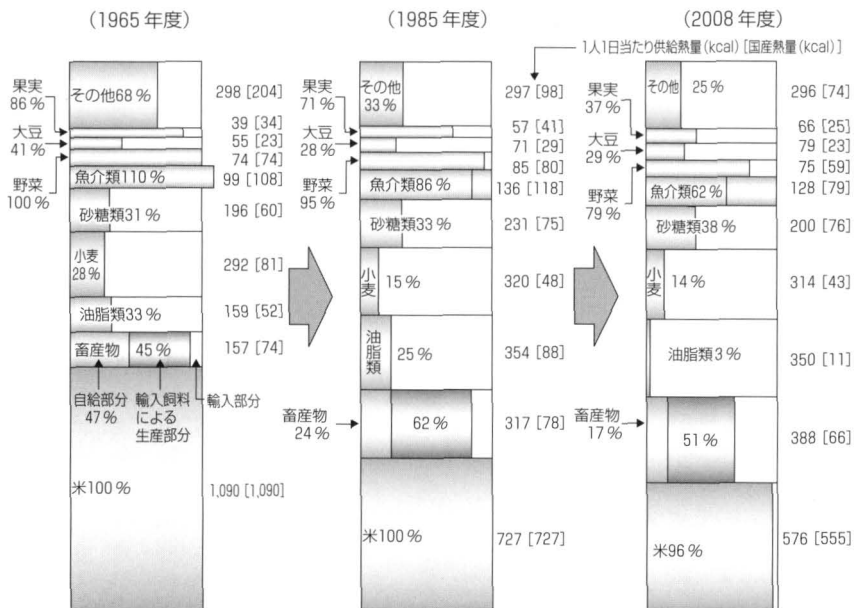 (1965年度)
(1985年度)
(2008年度)
1人1日当たり供給熱量(kcal)[国産熱量(kcal)]
果実
86%
大豆
41%
野菜
100%
その他68%
298[204]
39[34]
55[23]
74[74]
魚介類110%
99[108]
砂糖類31%
196[60]
小麦
28%
292[81]
油脂類33%
159[52]
畜産物 45%
157[74]
自給部分
47%
輸入飼料
による
生産部分
輸入部分
米100%
1,090[1,090]
果実
71%
大豆
28%
野菜
95%
その他
33%
297[98]
57[41]
71[29]
85[80]
魚介類86%
136[118]
砂糖類33%
231[75]
小麦 15%
320[48]
油脂類 25%
354[88]
畜産物
24%
62%
317[78]
米100%
727[727]
果実
37%
大豆
29%
野菜
79%
その他 25%
296[74]
66[25]
79[23]
75[59]
魚介類62%
128[79]
砂糖類38%
200[76]
小麦 14%
314[43]
油脂類3%
350[11]
畜産物
17%
51%
388[66]
米96%
576[555]